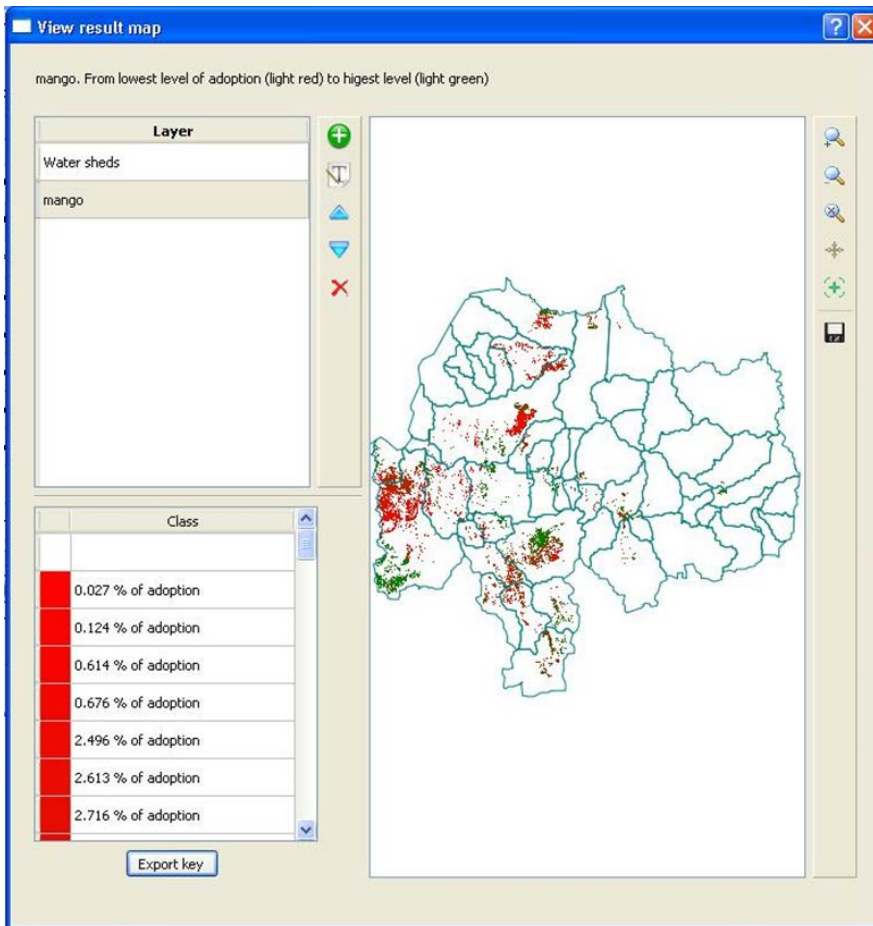 View result map
mango. From lowest level of adoption (light red) to higest level (light green)
Layer
Water sheds
mango
Class
0.027 % of adoption
0.124 % of adoption
0.614 % of adoption
0.676 % of adoption
2.496 % of adoption
2.613 % of adoption
2.716 % of adoption
Export key